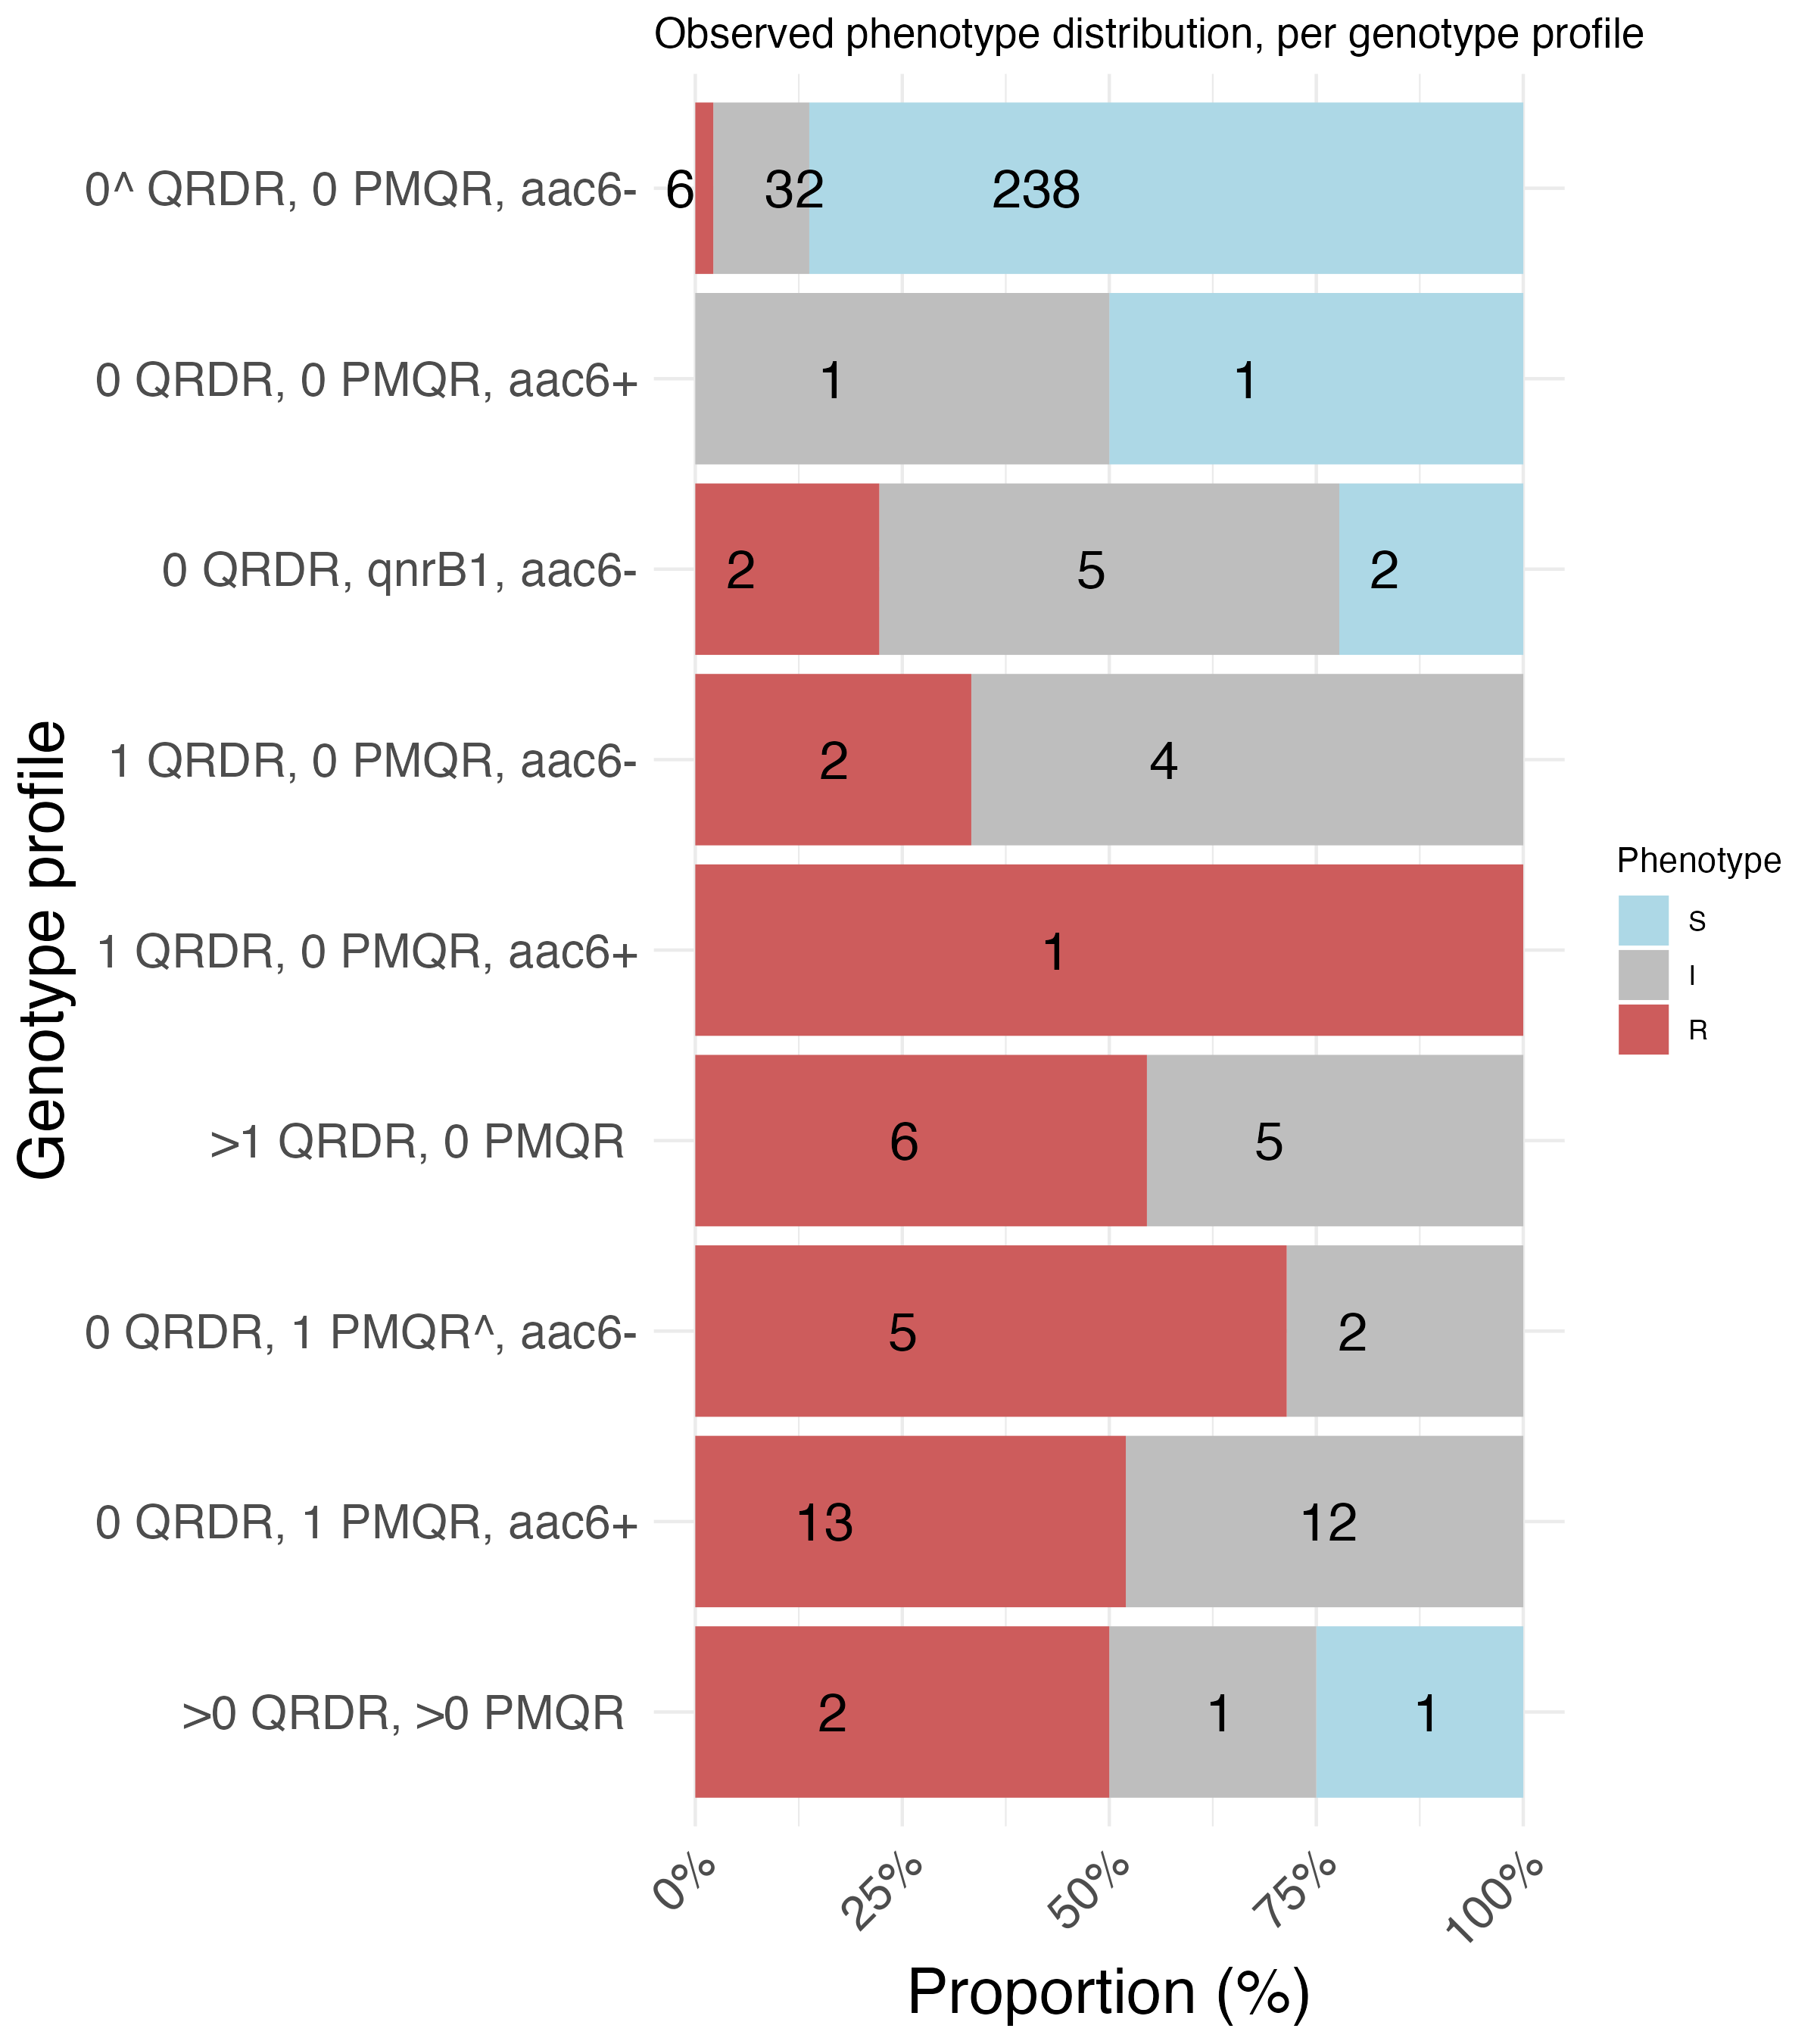 Observed phenotype distribution, per genotype profile
Genotype profile
0^ QRDR, 0 PMQR, aac6- 6 32 238
0 QRDR, 0 PMQR, aac6+ 1 1
0 QRDR, qnrB1, aac6- 2 5 2
1 QRDR, 0 PMQR, aac6- 2 4
1 QRDR, 0 PMQR, aac6+ 1
>1 QRDR, 0 PMQR 6 5
0 QRDR, 1 PMQR^, aac6- 5 2
0 QRDR, 1 PMQR, aac6+ 13 12
>0 QRDR, >0 PMQR 2 1 1
0% 25% 50% 75% 100%
Proportion (%)
Phenotype
S
I
R